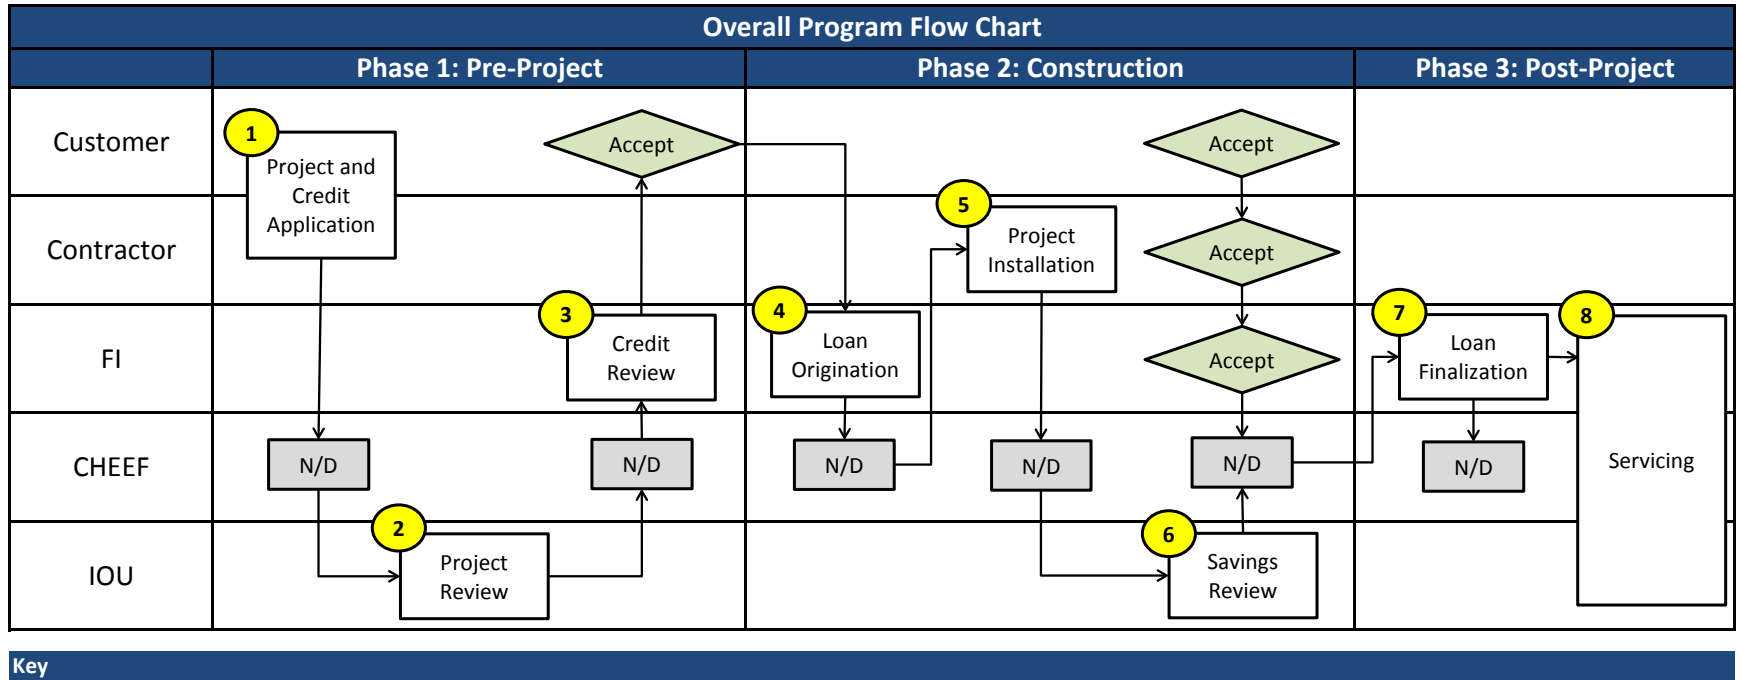 Overall Program Flow Chart
Phase 1: Pre-Project
Phase 2: Construction
Phase 3: Post-Project
Customer
1
Project and
Credit
Application
Accept
Accept
Contractor
5
Project
Installation
Accept
FI
3
Credit
Review
4
Loan
Origination
Accept
7
Loan
Finalization
8
Servicing
CHEEF
N/D
N/D
N/D
N/D
N/D
N/D
IOU
2
Project
Review
6
Savings
Review
Key